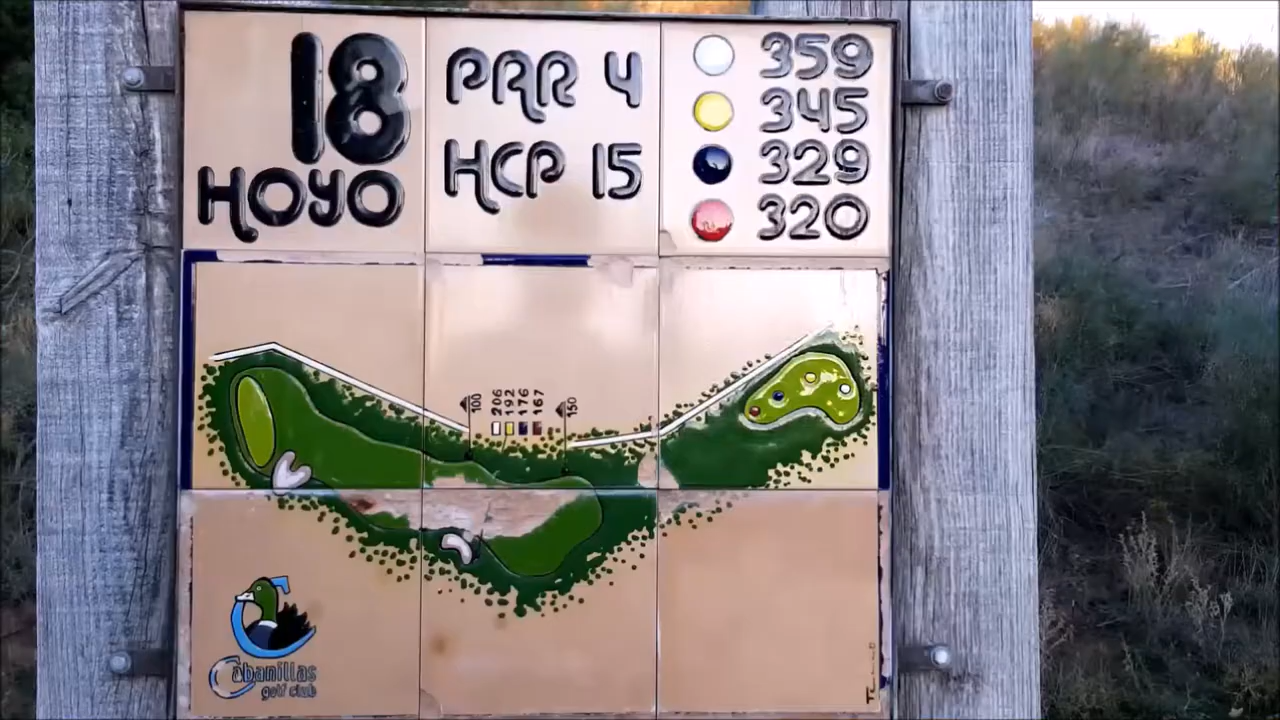 18
HOYO
PAR 4
HCP 15
359
345
329
320
100
206
192
176
167
150
Cabanillas
golf club